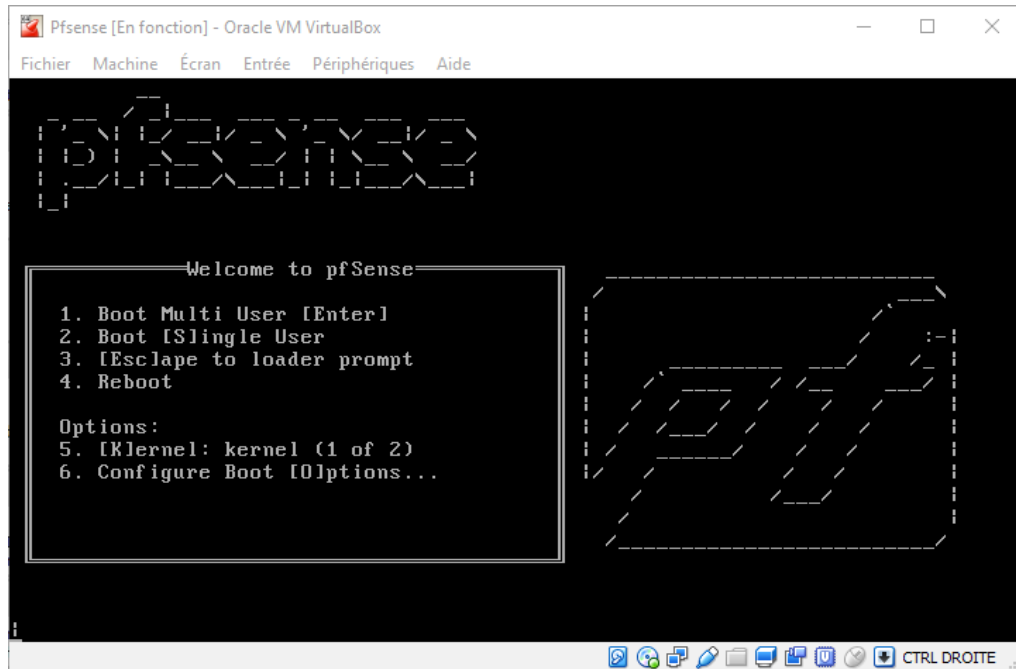 Pfsense [En fonction] - Oracle VM VirtualBox
Fichier Machine Écran Entrée Périphériques Aide
pfsense
Welcome to pfSense
1. Boot Multi User [Enter]
2. Boot [S]ingle User
3. [Esc]ape to loader prompt
4. Reboot
Options:
5. [K]ernel: kernel (1 of 2)
6. Configure Boot [O]ptions...
pf
CTRL DROITE